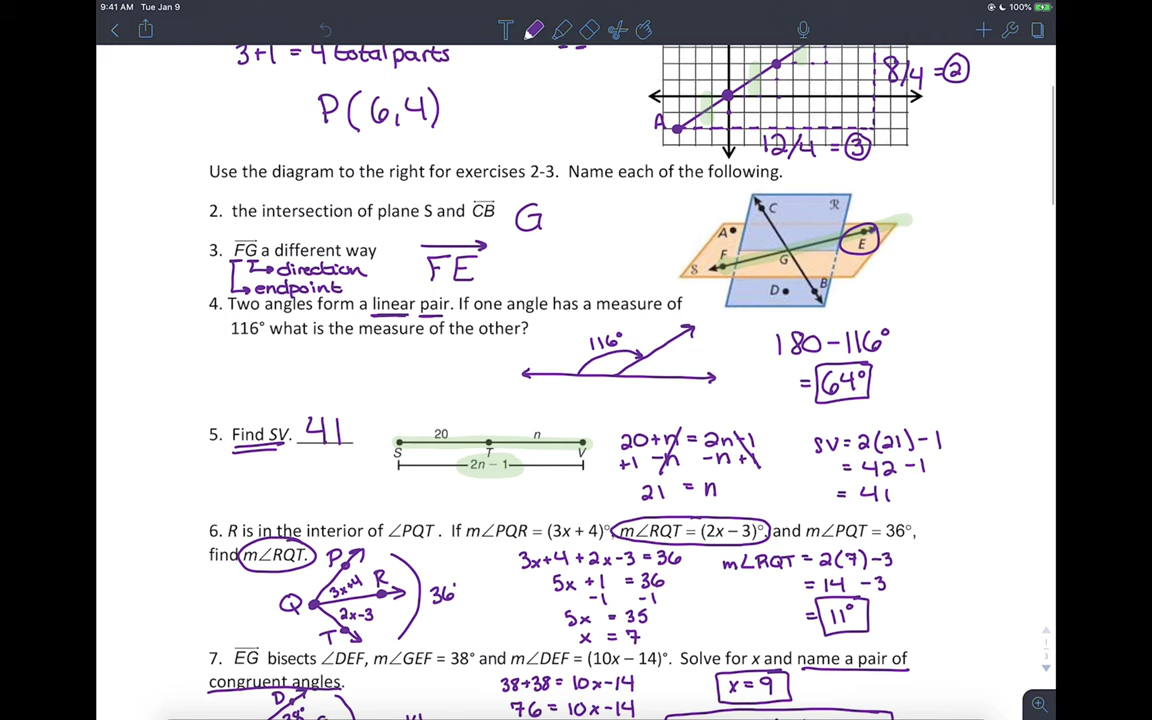 9:41 AM Tue Jan 9
100%
3+1 = 4 total parts
P(6,4)
A
8/4 = 2
12/4 = 3
Use the diagram to the right for exercises 2-3. Name each of the following.
2. the intersection of plane S and CB G
3. FG a different way
direction
endpoint
FE
C
R
A
F
E
G
S
D
B
4. Two angles form a linear pair. If one angle has a measure of
116° what is the measure of the other?
116°
180-116°
= 64°
5. Find SV. 41
20 n
S T V
2n – 1
20+n = 2n-1
+1 -n -n +1
21 = n
SV = 2(21)-1
= 42 -1
= 41
6. R is in the interior of ∠PQT. If m∠PQR = (3x + 4)°, m∠RQT = (2x – 3)°, and m∠PQT = 36°,
find m∠RQT.
P
R
Q
T
3x+4
2x-3
36°
3x+4+2x-3=36
5x +1 = 36
-1 -1
5x = 35
x = 7
m∠RQT = 2(7)-3
= 14 -3
= 11°
7. EG bisects ∠DEF, m∠GEF = 38° and m∠DEF = (10x – 14)°. Solve for x and name a pair of
congruent angles.
D
38°
38+38 = 10x-14
76 = 10x-14
x=9